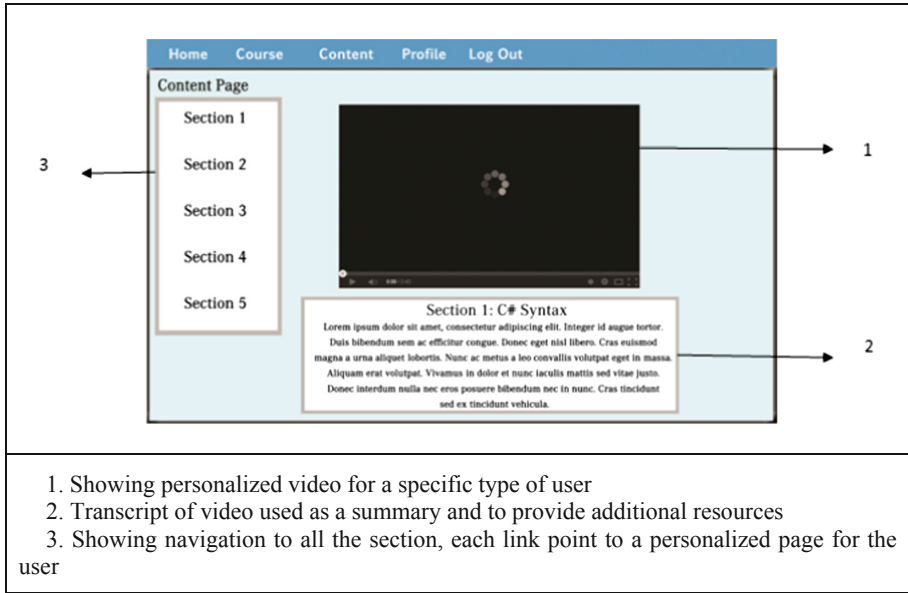 Home Course Content Profile Log Out
Content Page
Section 1
Section 2
Section 3
Section 4
Section 5
3
1
Section 1: C# Syntax
Lorem ipsum dolor sit amet, consectetur adipiscing elit. Integer id augue tortor.
Duis bibendum sem ac efficitur congue. Donec eget nisl libero. Cras euismod
magna a urna aliquet lobortis. Nunc ac metus a leo convallis volutpat eget in massa.
Aliquam erat volutpat. Vivamus in dolor et nunc iaculis mattis sed vitae justo.
Donec interdum nulla nec eros posuere bibendum nec in nunc. Cras tincidunt
sed ex tincidunt vehicula.
2
1. Showing personalized video for a specific type of user
2. Transcript of video used as a summary and to provide additional resources
3. Showing navigation to all the section, each link point to a personalized page for the
user